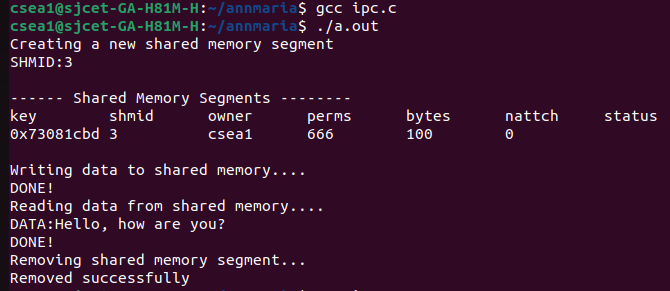 csea1@sjcet-GA-H81M-H:~/annmaria$ gcc ipc.c
csea1@sjcet-GA-H81M-H:~/annmaria$ ./a.out
Creating a new shared memory segment
SHMID:3
------ Shared Memory Segments --------
key        shmid      owner      perms      bytes      nattch     status
0x73081cbd 3          csea1      666        100        0
Writing data to shared memory....
DONE!
Reading data from shared memory....
DATA:Hello, how are you?
DONE!
Removing shared memory segment...
Removed successfully